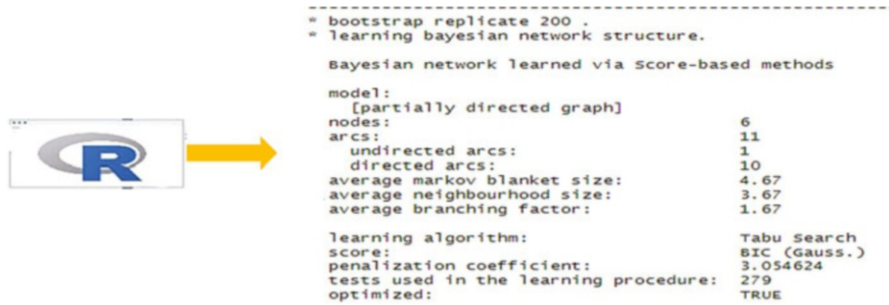 R
* bootstrap replicate 200 .
* learning bayesian network structure.
Bayesian network learned via Score-based methods
model:
[partially directed graph]
nodes: 6
arcs: 11
undirected arcs: 1
directed arcs: 10
average markov blanket size: 4.67
average neighbourhood size: 3.67
average branching factor: 1.67
learning algorithm: Tabu Search
score: BIC (Gauss.)
penalization coefficient: 3.054624
tests used in the learning procedure: 279
optimized: TRUE